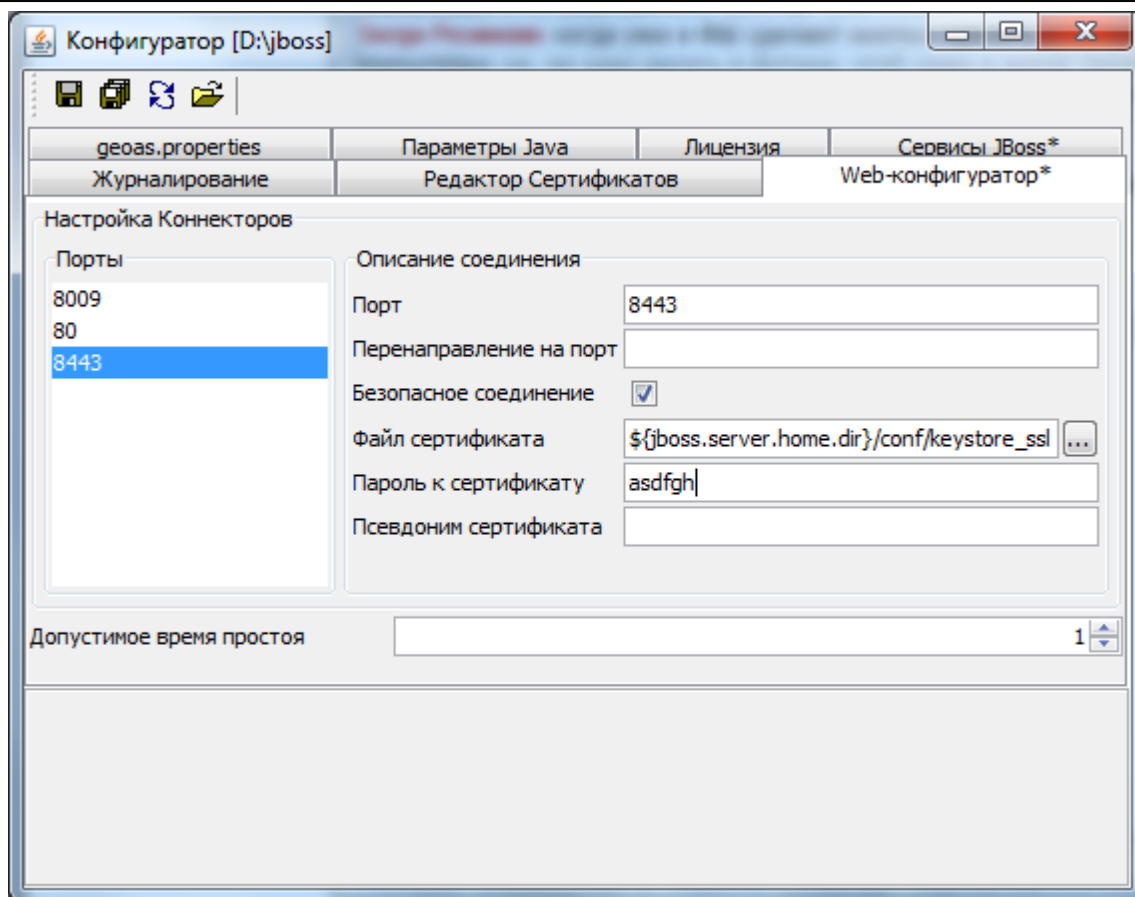 Конфигуратор [D:\jboss]
geoas.properties Параметры Java Лицензия Сервисы JBoss*
Журналирование Редактор Сертификатов Web-конфигуратор*
Настройка Коннекторов
Порты Описание соединения
8009
80
8443
Порт 8443
Перенаправление на порт
Безопасное соединение
Файл сертификата ${jboss.server.home.dir}/conf/keystore_ssl ...
Пароль к сертификату asdfgh
Псевдоним сертификата
Допустимое время простоя 1